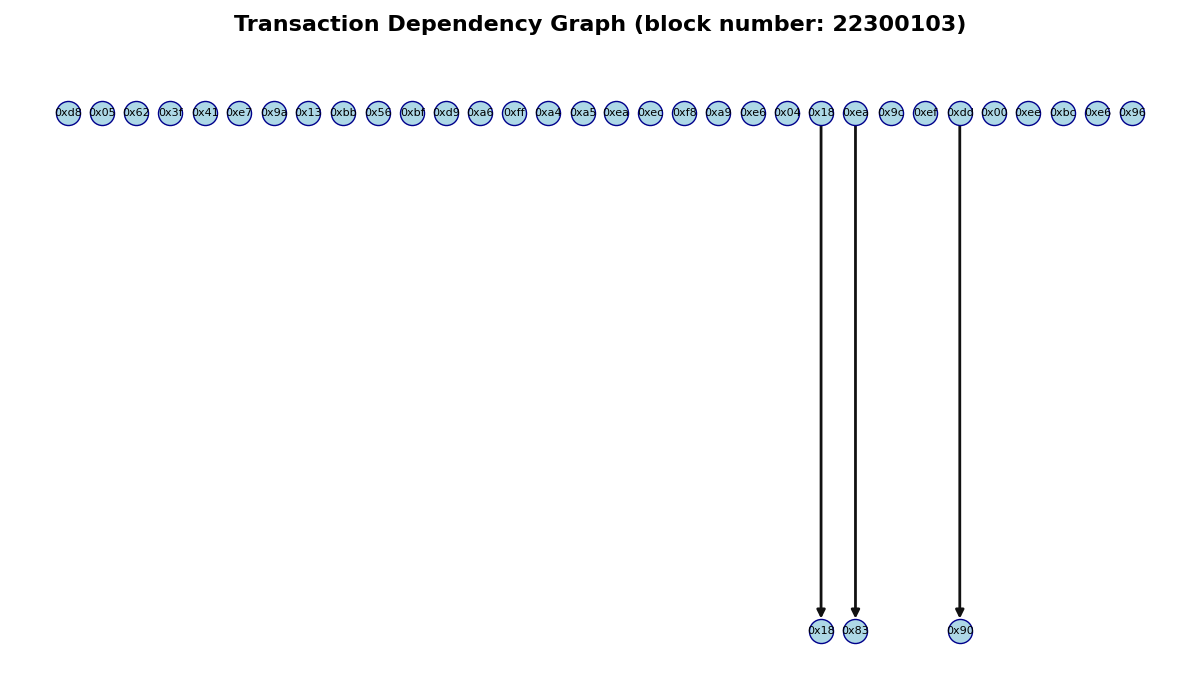 Transaction Dependency Graph (block number: 22300103)
0xd8 0x05 0x62 0x3f 0x41 0xe7 0x9a 0x13 0xbb 0x56 0xbf 0xd9 0xa6 0xff 0xa4 0xa5 0xea 0xec 0xf8 0xa9 0xe6 0x04 0x18 0xea 0x9c 0xef 0xdd 0x00 0xee 0xbc 0xe6 0x96
0x18 0x83 0x90